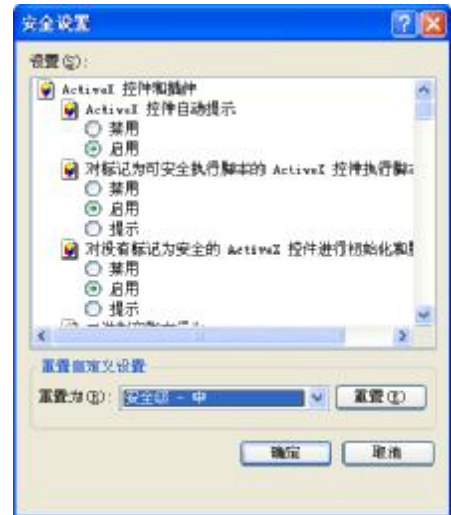 安全设置
设置(S):
ActiveX 控件和插件
ActiveX 控件自动提示
禁用
启用
对标记为可安全执行脚本的 ActiveX 控件执行脚本
禁用
启用
提示
对没有标记为安全的 ActiveX 控件进行初始化和脚
禁用
启用
提示
重置自定义设置
重置为(R): 安全级 - 中 重置(E)
确定 取消